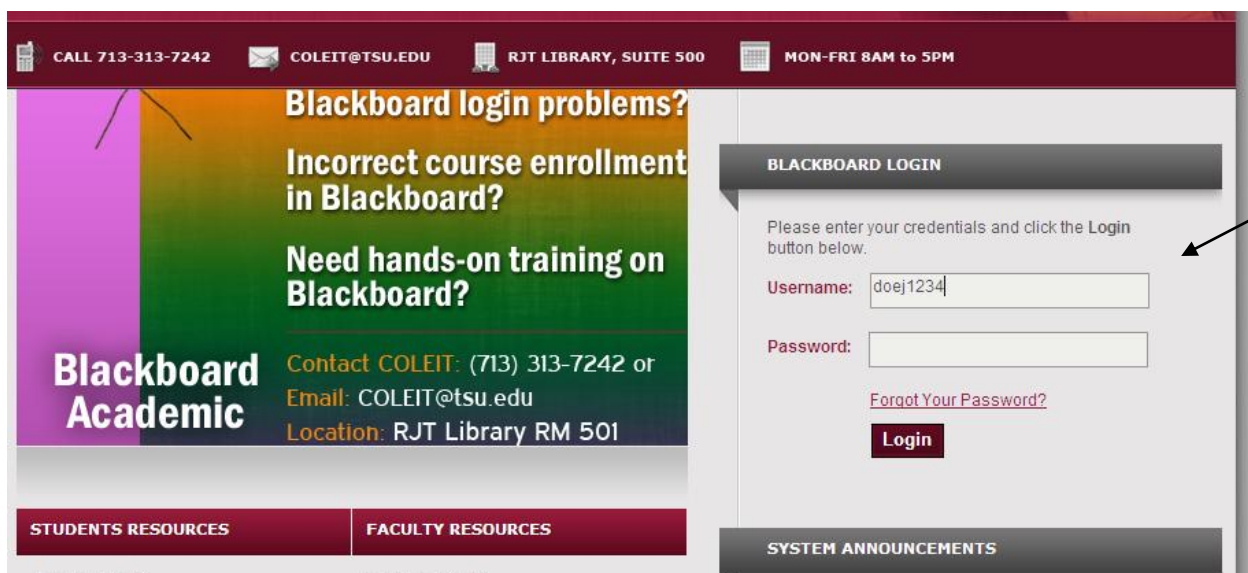 CALL 713-313-7242 COLEIT@TSU.EDU RJT LIBRARY, SUITE 500 MON-FRI 8AM to 5PM
Blackboard login problems?
Incorrect course enrollment
in Blackboard?
Need hands-on training on
Blackboard?
Blackboard
Academic
Contact COLEIT: (713) 313-7242 or
Email: COLEIT@tsu.edu
Location: RJT Library RM 501
BLACKBOARD LOGIN
Please enter your credentials and click the Login
button below.
Username: doej1234
Password:
Forgot Your Password?
Login
STUDENTS RESOURCES FACULTY RESOURCES
SYSTEM ANNOUNCEMENTS